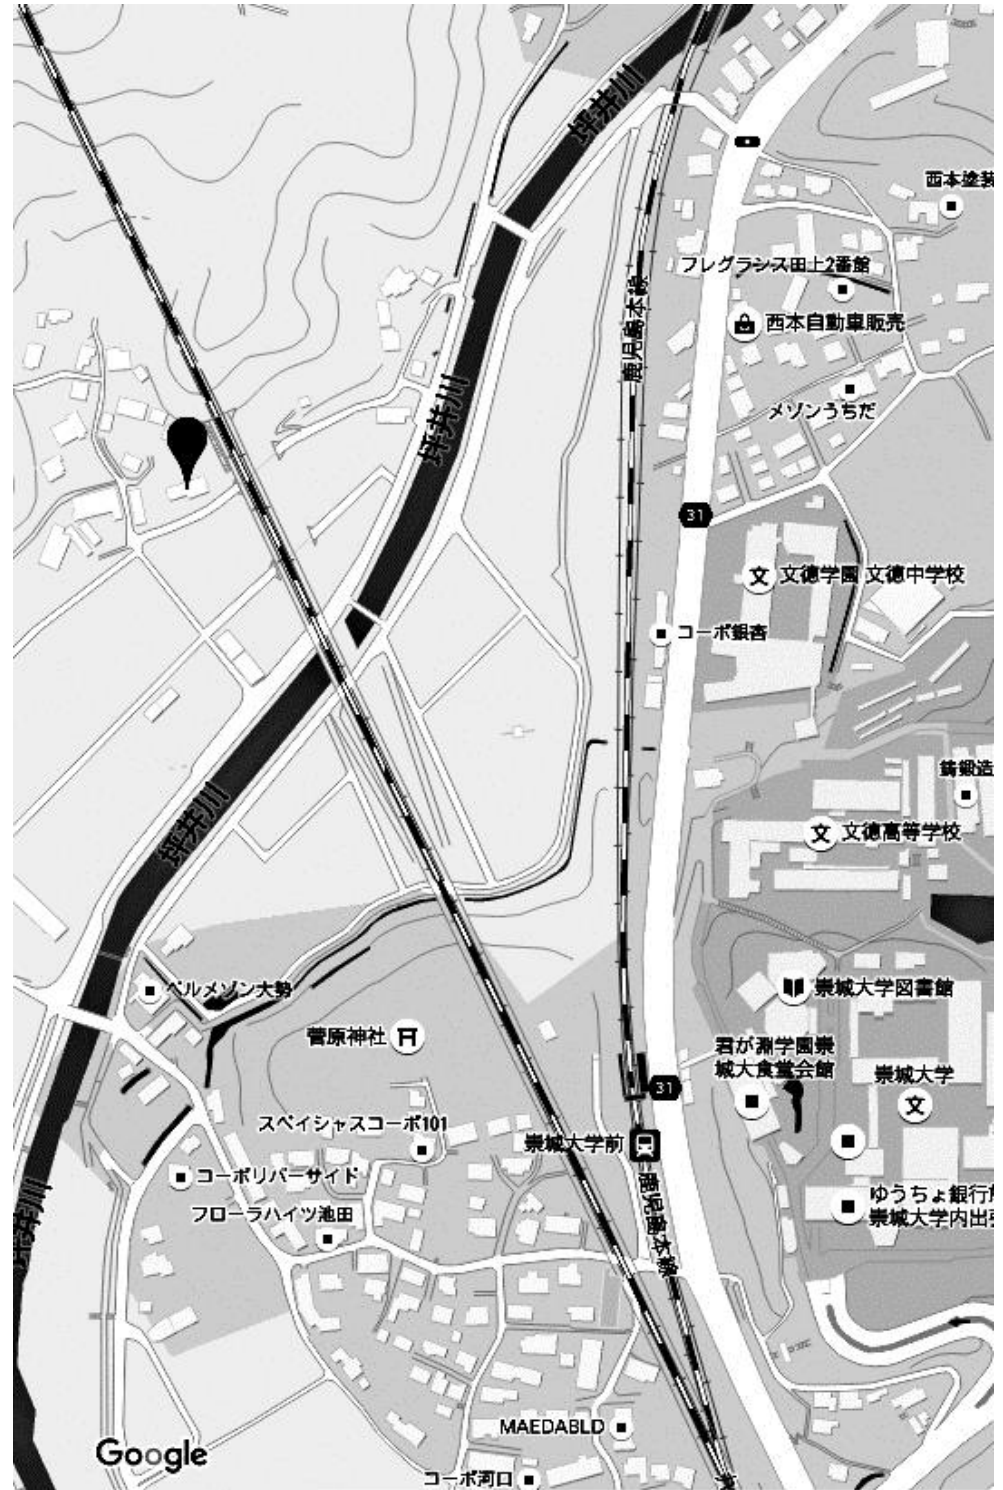 坪井川
西本塗装
フレグランス田上2番館
鹿児島本線
西本自動車販売
坪井川
メゾンうちだ
31
文徳学園 文徳中学校
コーポ銀杏
鋳鍛造
坪井川
文徳高等学校
ベルメゾン大勢
崇城大学図書館
菅原神社
君が淵学園崇
城大食堂会館
崇城大学
31
スペイシャスコーポ101
崇城大学前
コーポリバーサイド
鹿児島本線
ゆうちょ銀行
崇城大学内出
坪井川
フローラハイツ池田
MAEDABLD
Google
コーポ河口